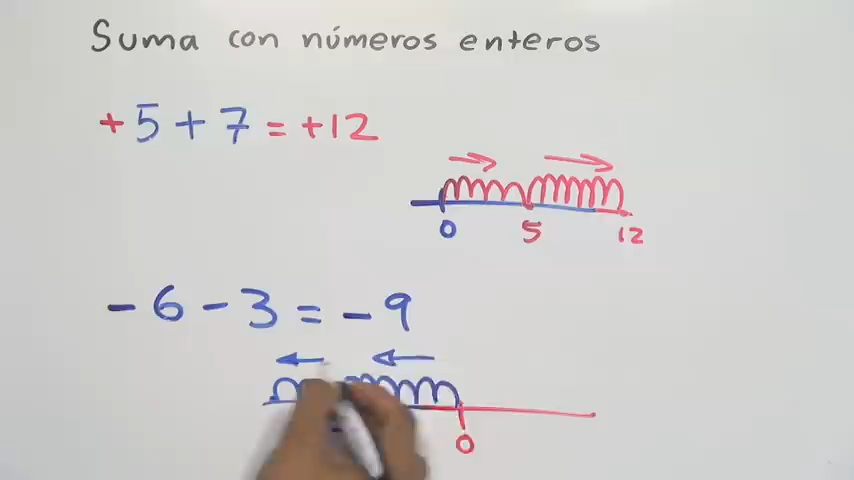 Suma con números enteros
+5+7=+12
0 5 12
-6-3=-9
0